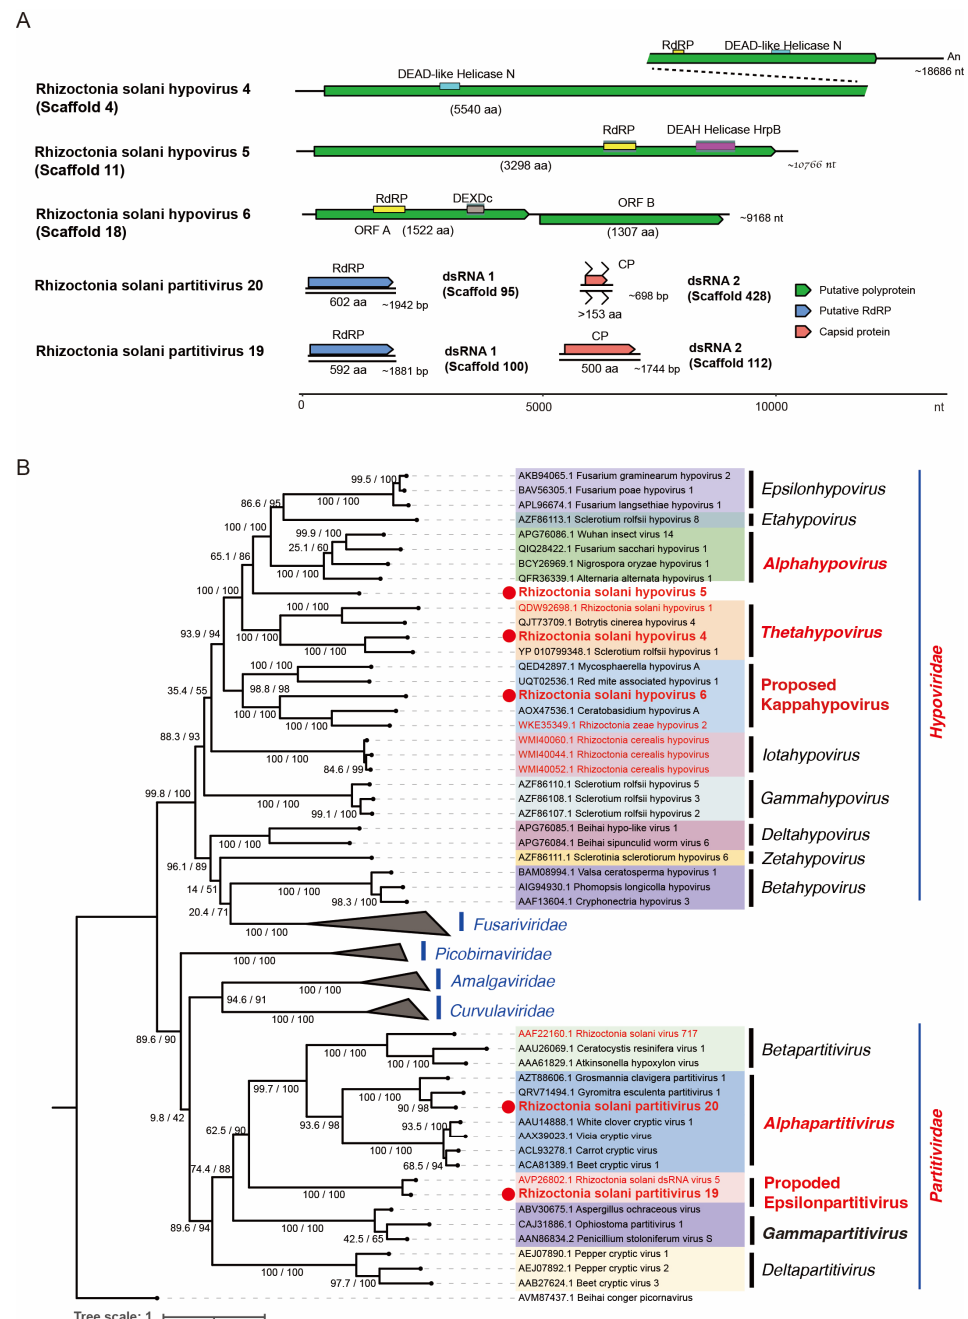 A
RdRP
DEAD-like Helicase N
An
~18686 nt
DEAD-like Helicase N
Rhizoctonia solani hypovirus 4
(Scaffold 4)
(5540 aa)
RdRP
DEAH Helicase HrpB
Rhizoctonia solani hypovirus 5
(Scaffold 11)
(3298 aa)
~10766 nt
RdRP
DEXDc
ORF B
Rhizoctonia solani hypovirus 6
(Scaffold 18)
ORF A
(1522 aa)
(1307 aa)
~9168 nt
RdRP
CP
Rhizoctonia solani partitivirus 20
602 aa
~1942 bp
dsRNA 1
(Scaffold 95)
>153 aa
~698 bp
dsRNA 2
(Scaffold 428)
Putative polyprotein
Putative RdRP
Capsid protein
RdRP
CP
Rhizoctonia solani partitivirus 19
592 aa
~1881 bp
dsRNA 1
(Scaffold 100)
500 aa
~1744 bp
dsRNA 2
(Scaffold 112)
0
5000
10000
nt
B
99.5 / 100
100 / 100
86.6 / 95
100 / 100
99.9 / 100
25.1 / 60
65.1 / 86
100 / 100
100 / 100
100 / 100
93.9 / 94
100 / 100
100 / 100
100 / 100
98.8 / 98
35.4 / 55
100 / 100
100 / 100
88.3 / 93
100 / 100
84.6 / 99
99.8 / 100
100 / 100
99.1 / 100
100 / 100
96.1 / 89
14 / 51
100 / 100
98.3 / 100
20.4 / 71
100 / 100
100 / 100
100 / 100
94.6 / 91
100 / 100
89.6 / 90
100 / 100
100 / 100
99.7 / 100
100 / 100
90 / 98
9.8 / 42
93.6 / 98
93.5 / 100
62.5 / 90
100 / 100
68.5 / 94
74.4 / 88
100 / 100
89.6 / 94
100 / 100
42.5 / 65
100 / 100
97.7 / 100
AKB94065.1 Fusarium graminearum hypovirus 2
BAV56305.1 Fusarium poae hypovirus 1
APL96674.1 Fusarium langsethiae hypovirus 1
AZF86113.1 Sclerotium rolfsii hypovirus 8
APG76086.1 Wuhan insect virus 14
QIQ28422.1 Fusarium sacchari hypovirus 1
BCY26969.1 Nigrospora oryzae hypovirus 1
QFR36339.1 Alternaria alternata hypovirus 1
Rhizoctonia solani hypovirus 5
QDW92698.1 Rhizoctonia solani hypovirus 1
QJT73709.1 Botrytis cinerea hypovirus 4
Rhizoctonia solani hypovirus 4
YP 010799348.1 Sclerotium rolfsii hypovirus 1
QED42897.1 Mycosphaerella hypovirus A
UQT02536.1 Red mite associated hypovirus 1
Rhizoctonia solani hypovirus 6
AOX47536.1 Ceratobasidium hypovirus A
WKE35349.1 Rhizoctonia zeae hypovirus 2
WMI40060.1 Rhizoctonia cerealis hypovirus
WMI40044.1 Rhizoctonia cerealis hypovirus
WMI40052.1 Rhizoctonia cerealis hypovirus
AZF86110.1 Sclerotium rolfsii hypovirus 5
AZF86108.1 Sclerotium rolfsii hypovirus 3
AZF86107.1 Sclerotium rolfsii hypovirus 2
APG76085.1 Beihai hypo-like virus 1
APG76084.1 Beihai sipunculid worm virus 6
AZF86111.1 Sclerotinia sclerotiorum hypovirus 6
BAM08994.1 Valsa ceratosperma hypovirus 1
AIG94930.1 Phomopsis longicolla hypovirus
AAF13604.1 Cryphonectria hypovirus 3
Fusariviridae
Picobirnaviridae
Amalgaviridae
Curvulaviridae
AAF22160.1 Rhizoctonia solani virus 717
AAU26069.1 Ceratocystis resinifera virus 1
AAA61829.1 Atkinsonella hypoxylon virus
AZT88606.1 Grosmannia clavigera partitivirus 1
QRV71494.1 Gyromitra esculenta partitivirus 1
Rhizoctonia solani partitivirus 20
AAU14888.1 White clover cryptic virus 1
AAX39023.1 Vicia cryptic virus
ACL93278.1 Carrot cryptic virus
ACA81389.1 Beet cryptic virus 1
AVP26802.1 Rhizoctonia solani dsRNA virus 5
Rhizoctonia solani partitivirus 19
ABV30675.1 Aspergillus ochraceous virus
CAJ31886.1 Ophiostoma partitivirus 1
AAN86834.2 Penicillium stoloniferum virus S
AEJ07890.1 Pepper cryptic virus 1
AEJ07892.1 Pepper cryptic virus 2
AAB27624.1 Beet cryptic virus 3
AVM87437.1 Beihai conger picornavirus
Epsilonhypovirus
Etahypovirus
Alphahypovirus
Thetahypovirus
Proposed
Kappahypovirus
Iotahypovirus
Gammahypovirus
Deltahypovirus
Zetahypovirus
Betahypovirus
Hypoviridae
Betapartitivirus
Alphapartitivirus
Propoded
Epsilonpartitivirus
Gammapartitivirus
Deltapartitivirus
Partitivirdae
Tree scale: 1